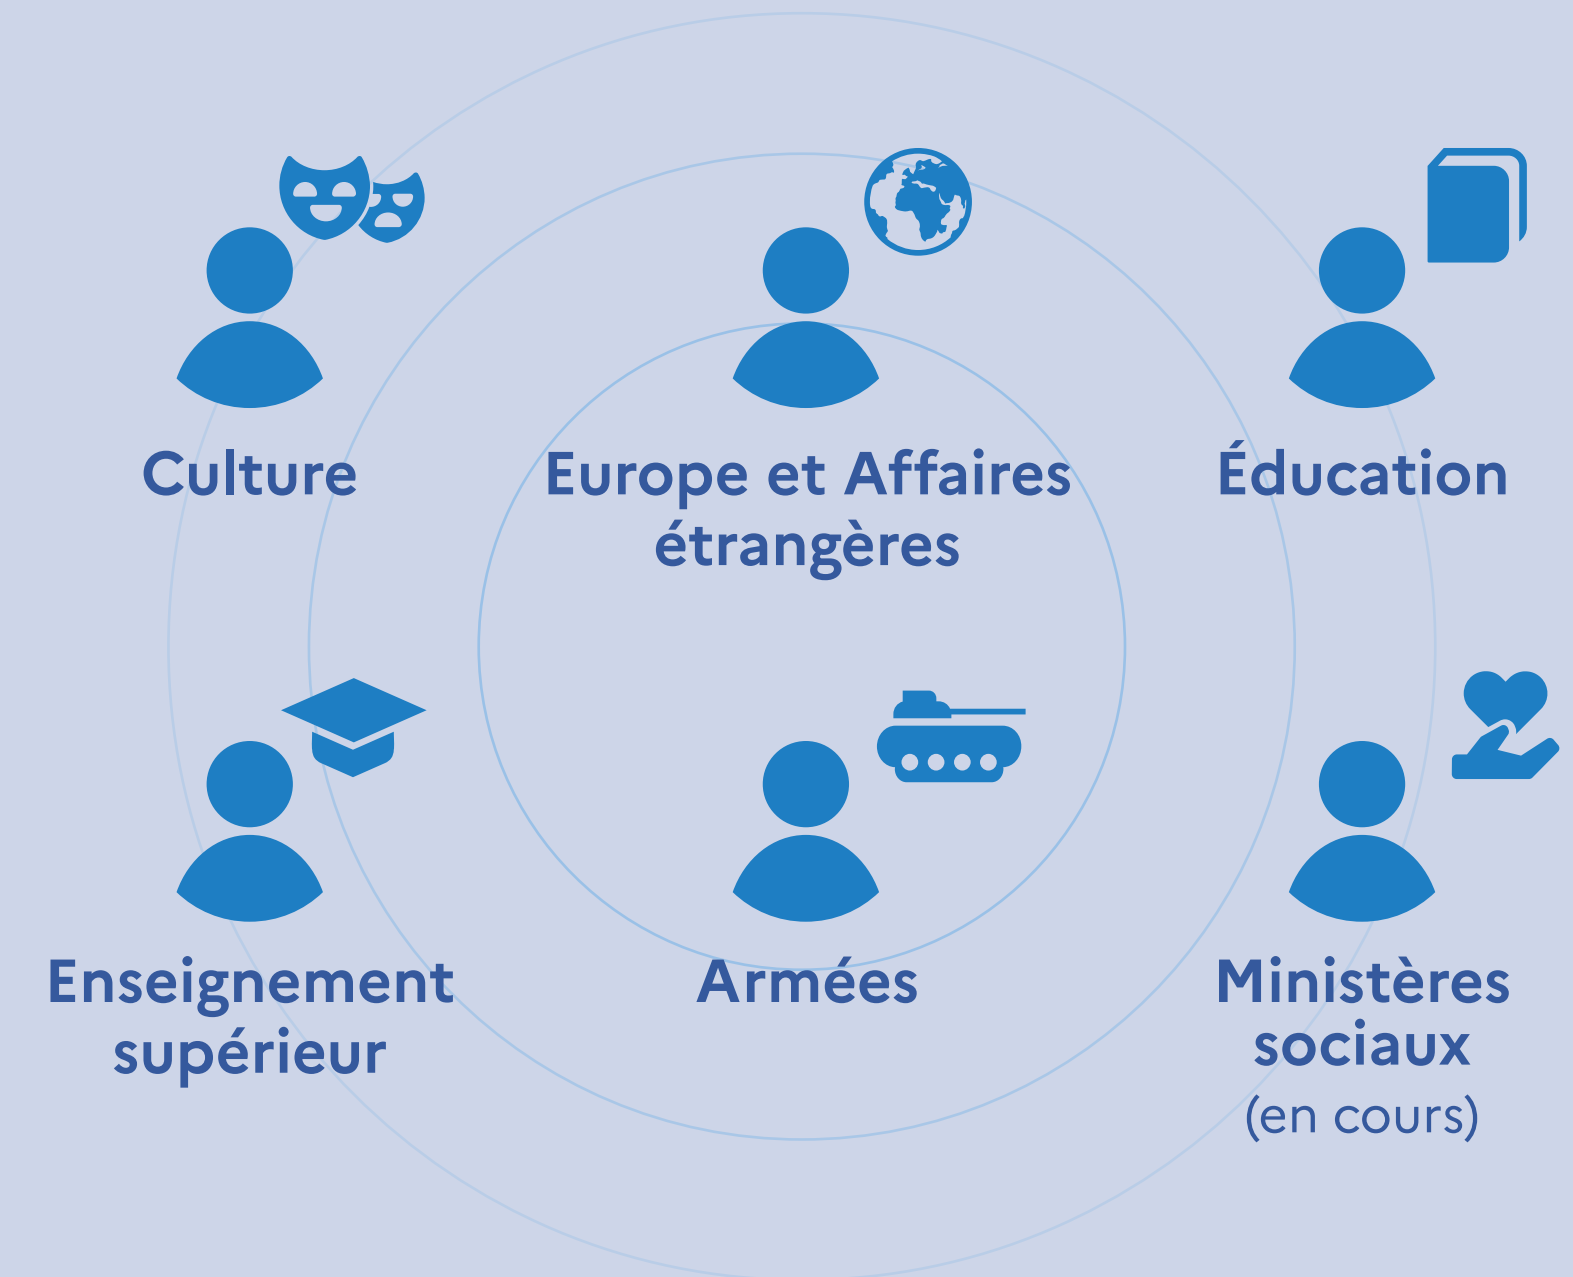 Culture
Europe et Affaires
étrangères
Éducation
Enseignement
supérieur
Armées
Ministères
sociaux
(en cours)